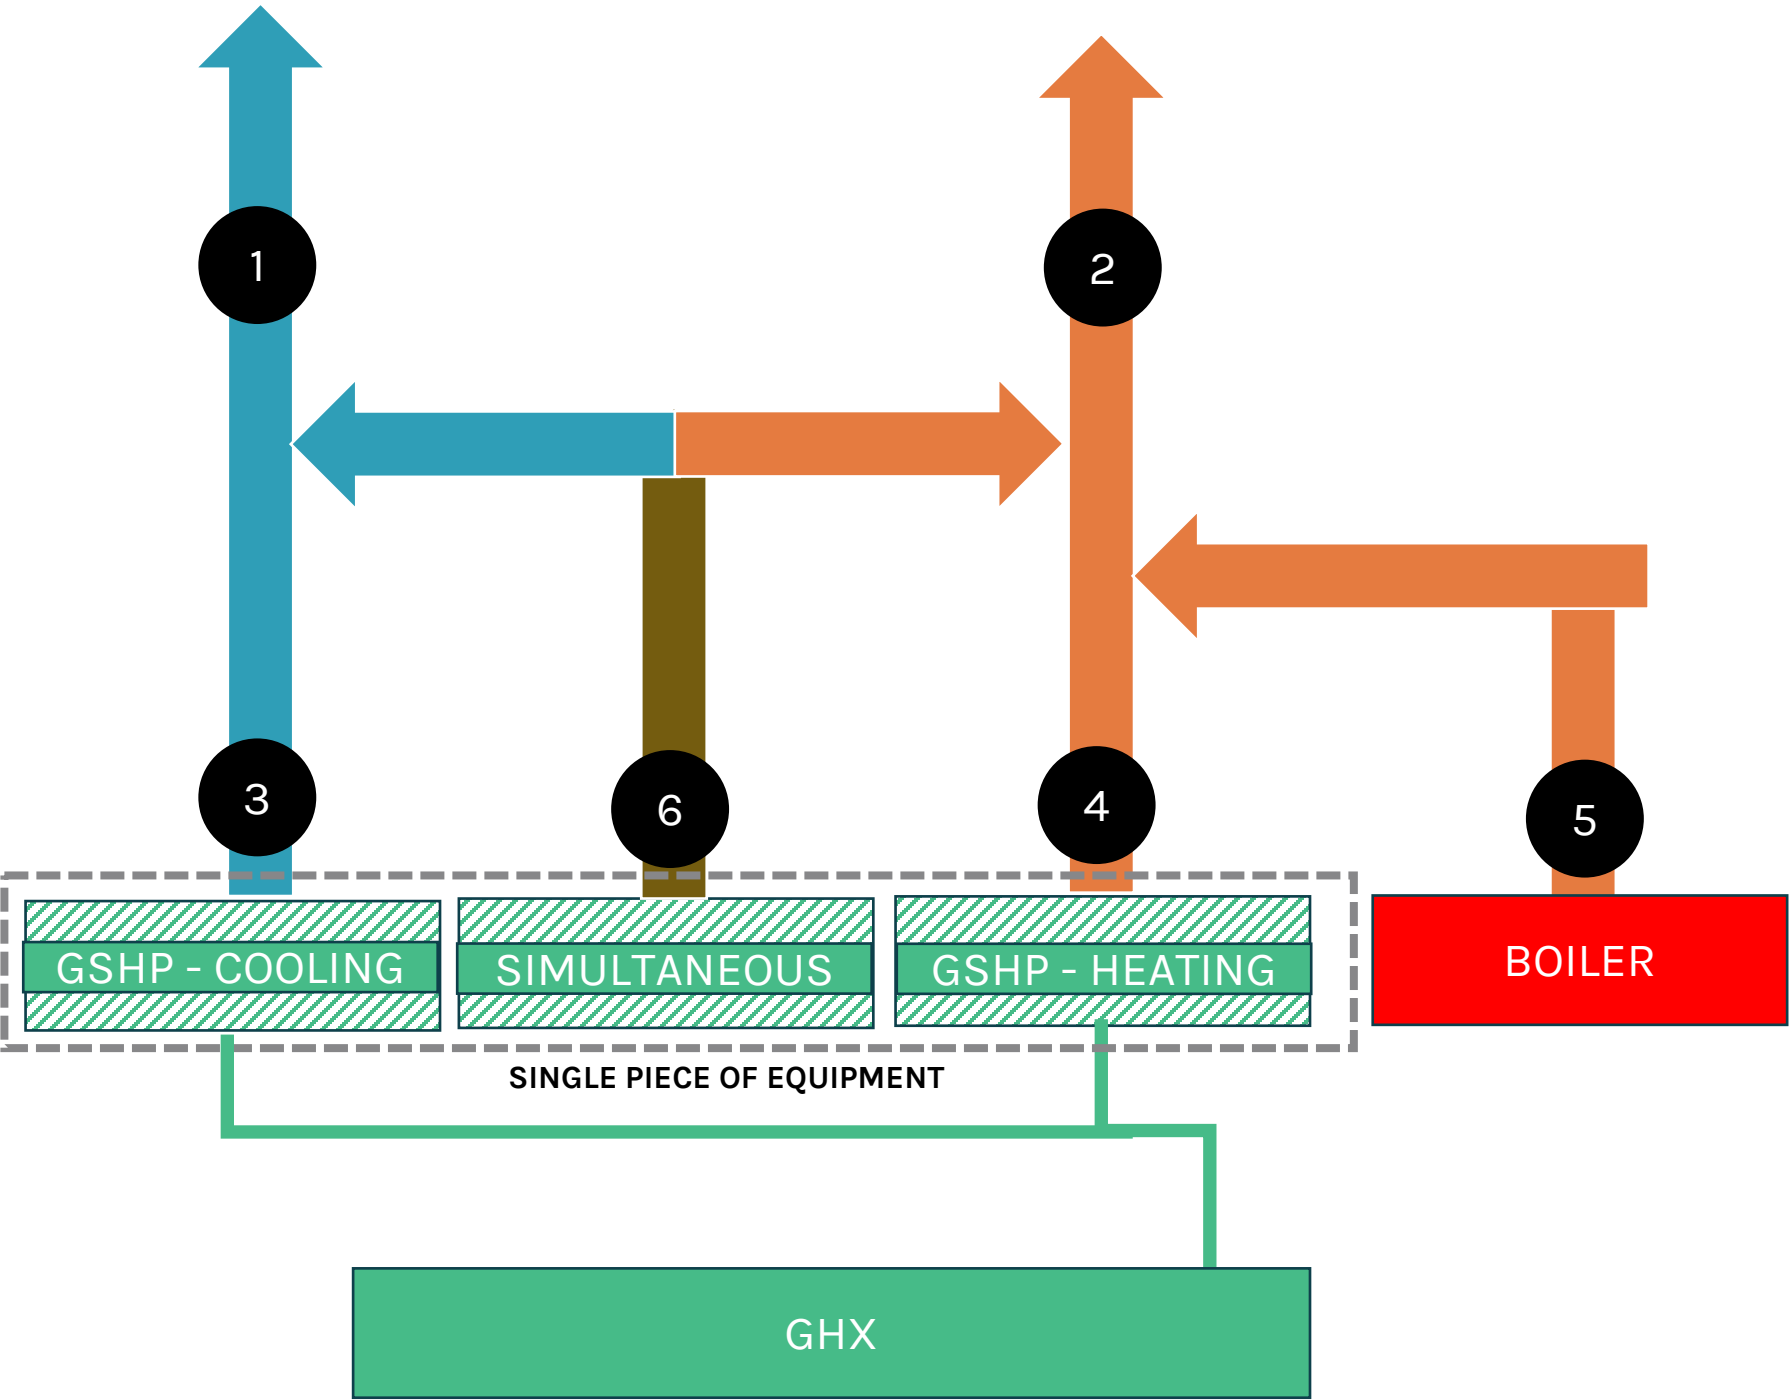 1
2
3
6
4
5
GSHP - COOLING
SIMULTANEOUS
GSHP - HEATING
BOILER
SINGLE PIECE OF EQUIPMENT
GHX